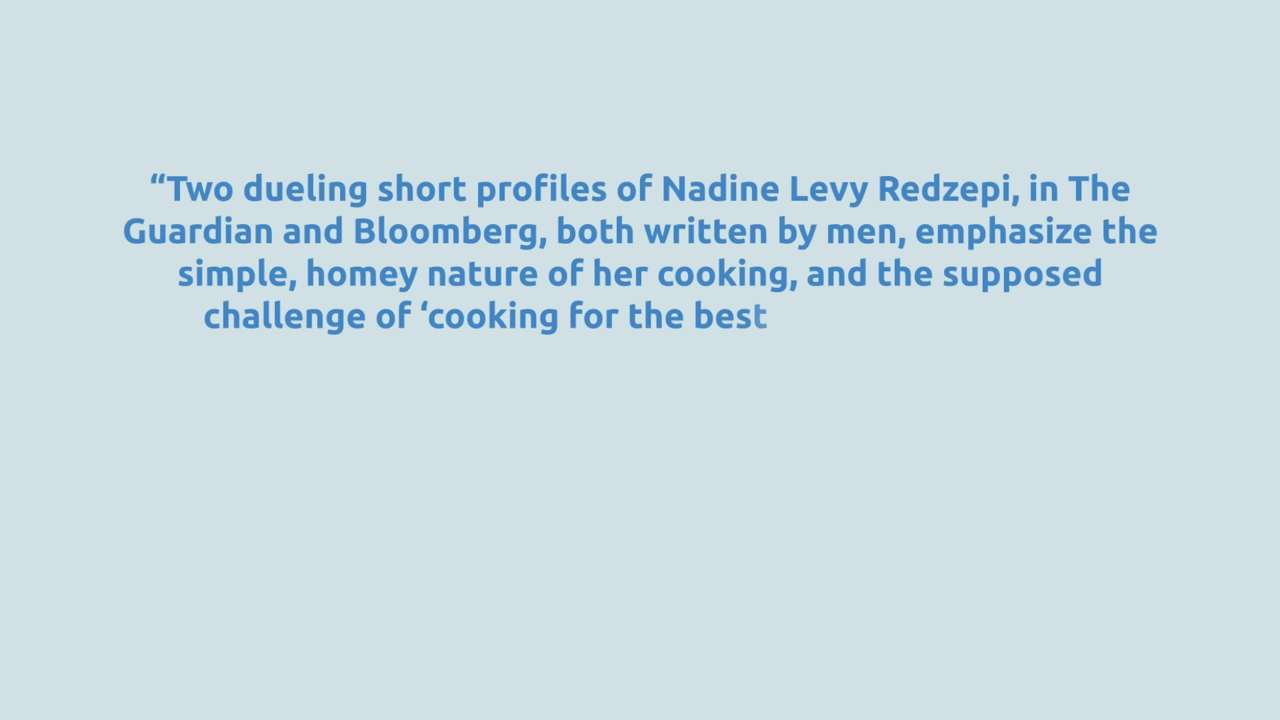 “Two dueling short profiles of Nadine Levy Redzepi, in The
Guardian and Bloomberg, both written by men, emphasize the
simple, homey nature of her cooking, and the supposed
challenge of ‘cooking for the best